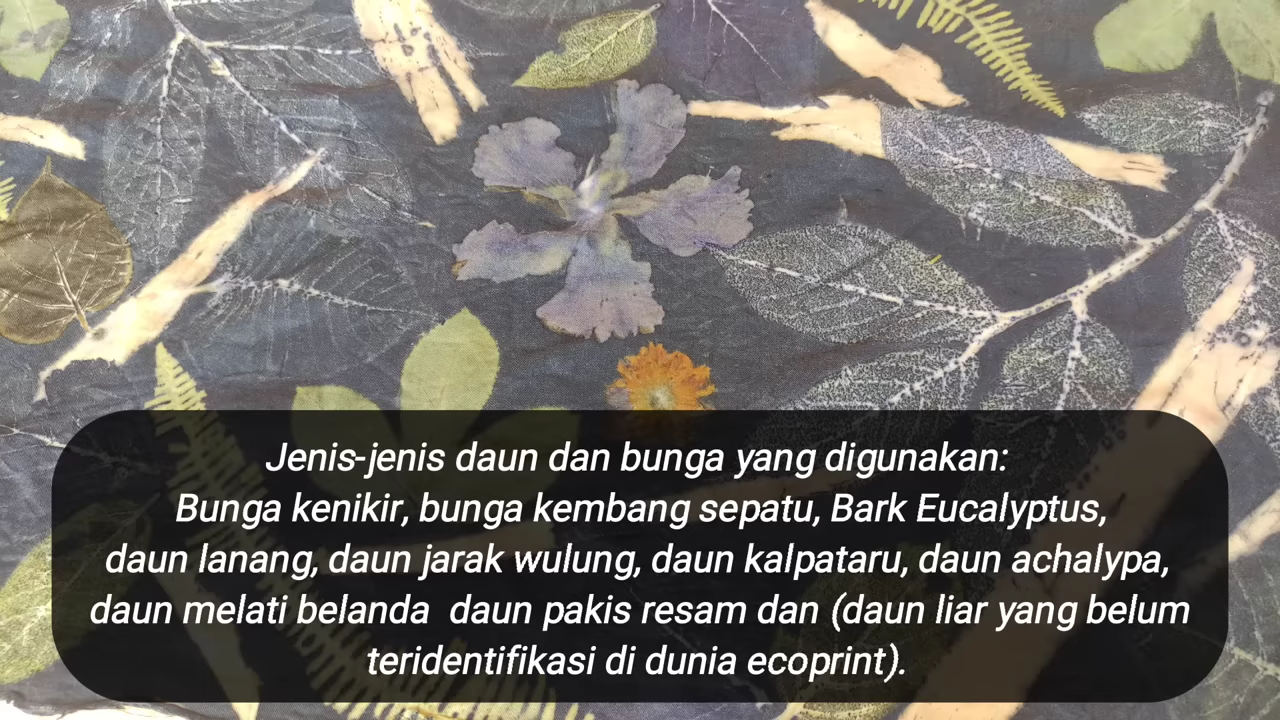 Jenis-jenis daun dan bunga yang digunakan:
Bunga kenikir, bunga kembang sepatu, Bark Eucalyptus,
daun lanang, daun jarak wulung, daun kalpataru, daun achalypa,
daun melati belanda  daun pakis resam dan (daun liar yang belum
teridentifikasi di dunia ecoprint).